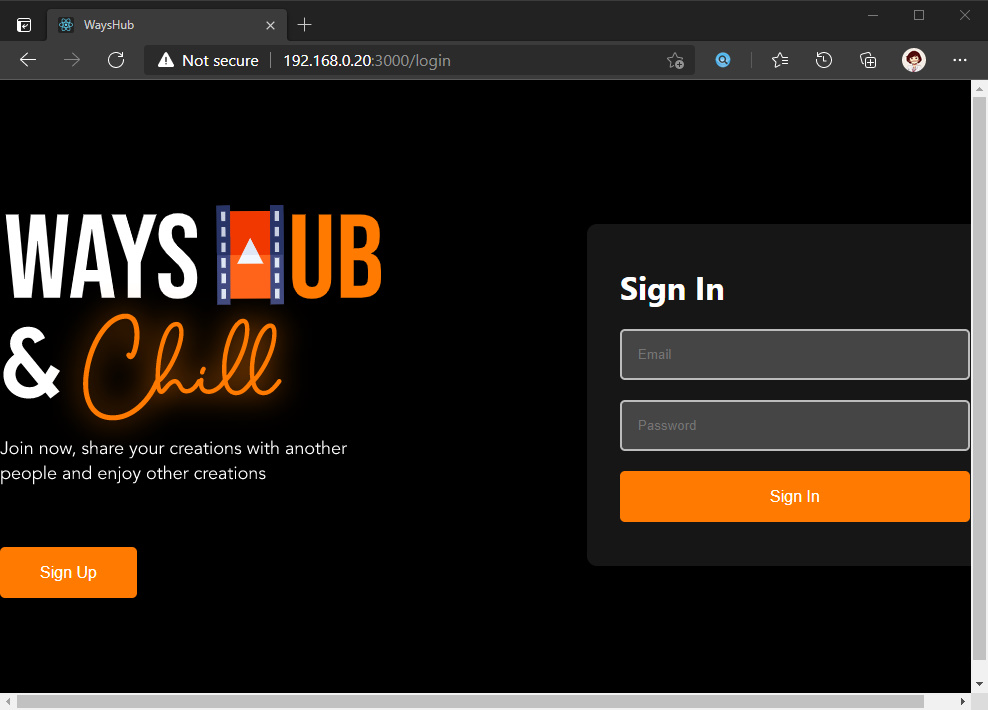 WaysHub
Not secure
192.168.0.20:3000/login
WAYS HUB
& Chill
Join now, share your creations with another
people and enjoy other creations
Sign Up
Sign In
Email
Password
Sign In